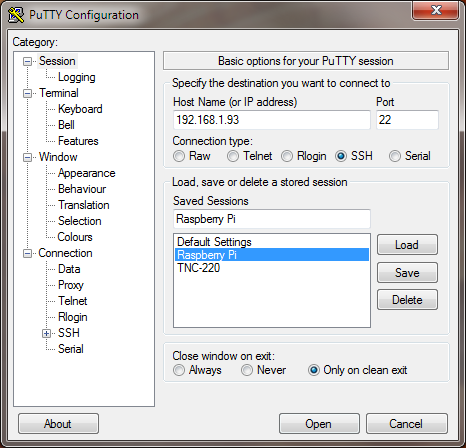 PuTTY Configuration
Category:
Session
Logging
Terminal
Keyboard
Bell
Features
Window
Appearance
Behaviour
Translation
Selection
Colours
Connection
Data
Proxy
Telnet
Rlogin
SSH
Serial
Basic options for your PuTTY session
Specify the destination you want to connect to
Host Name (or IP address) Port
192.168.1.93 22
Connection type:
Raw Telnet Rlogin SSH Serial
Load, save or delete a stored session
Saved Sessions
Raspberry Pi
Default Settings
Raspberry Pi
TNC-220
Load
Save
Delete
Close window on exit:
Always Never Only on clean exit
About Open Cancel